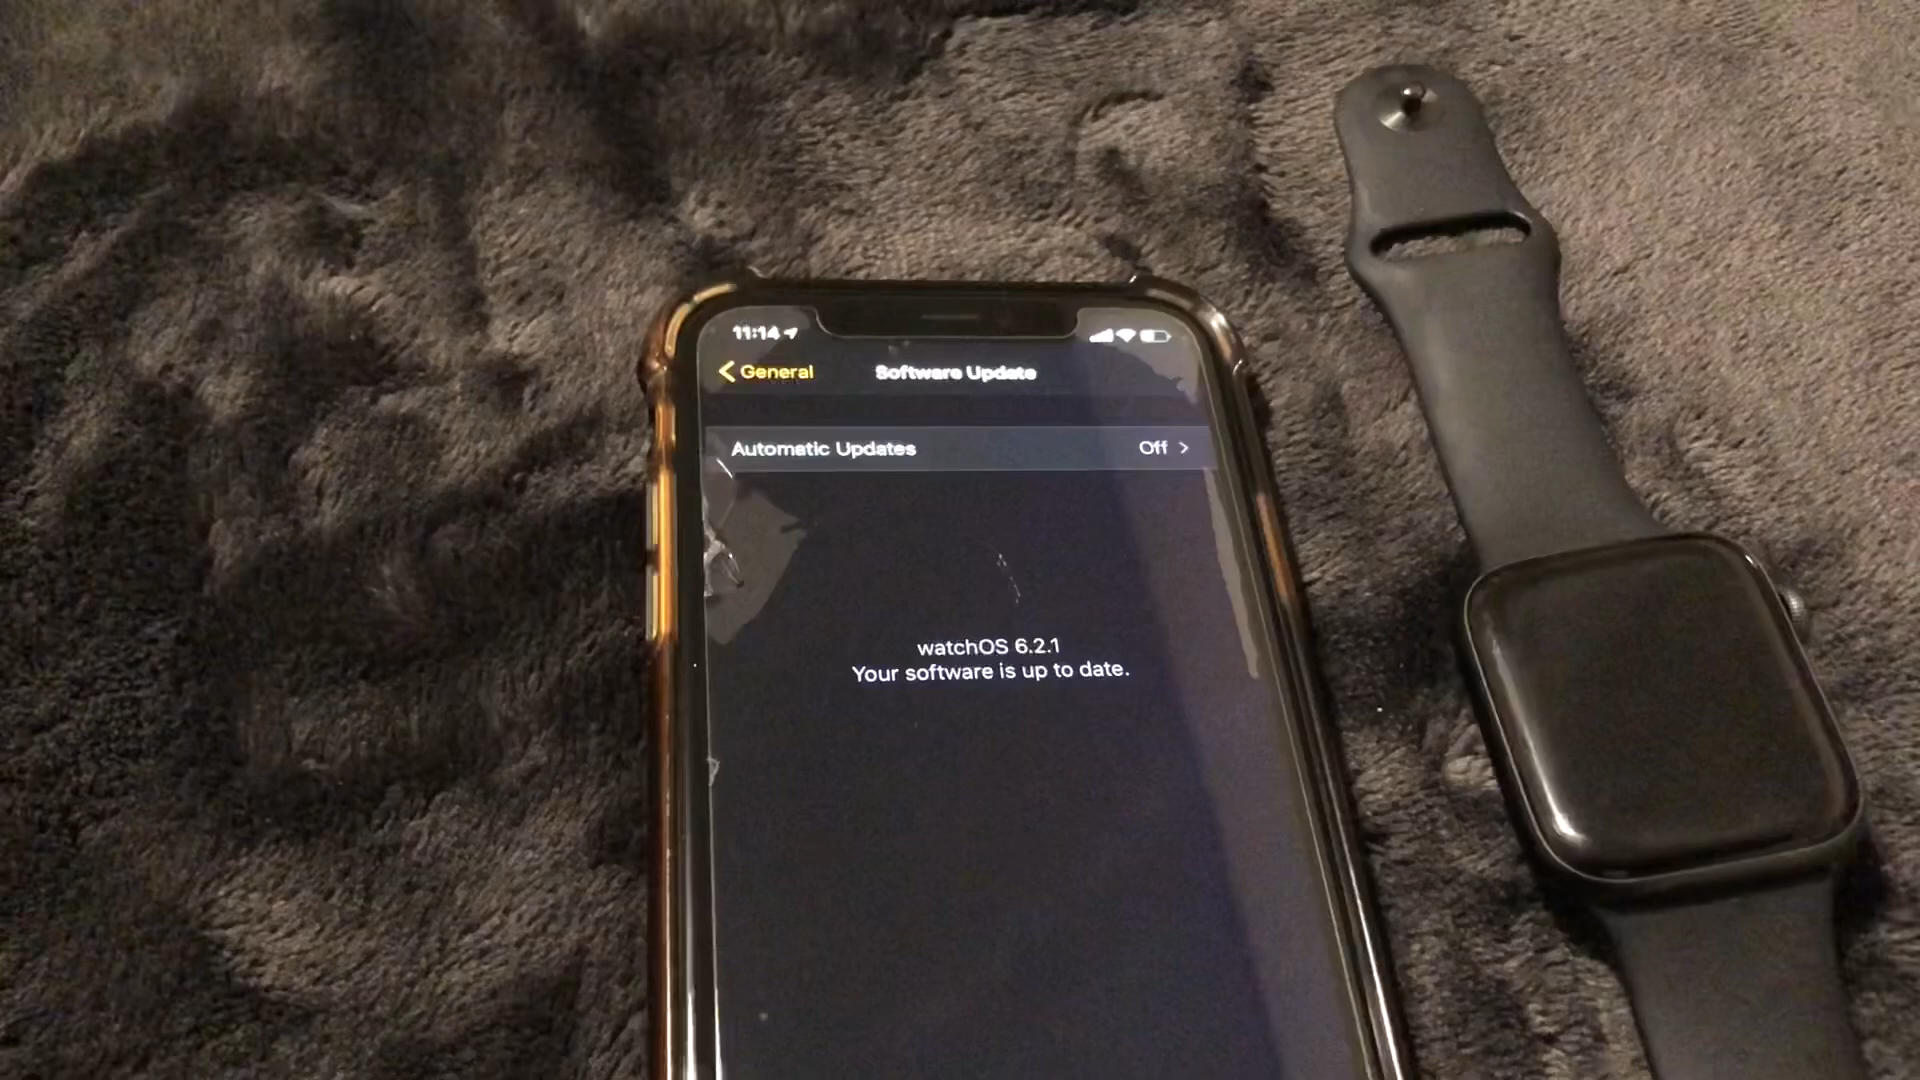 11:14
General
Software Update
Automatic Updates
Off
watchOS 6.2.1
Your software is up to date.